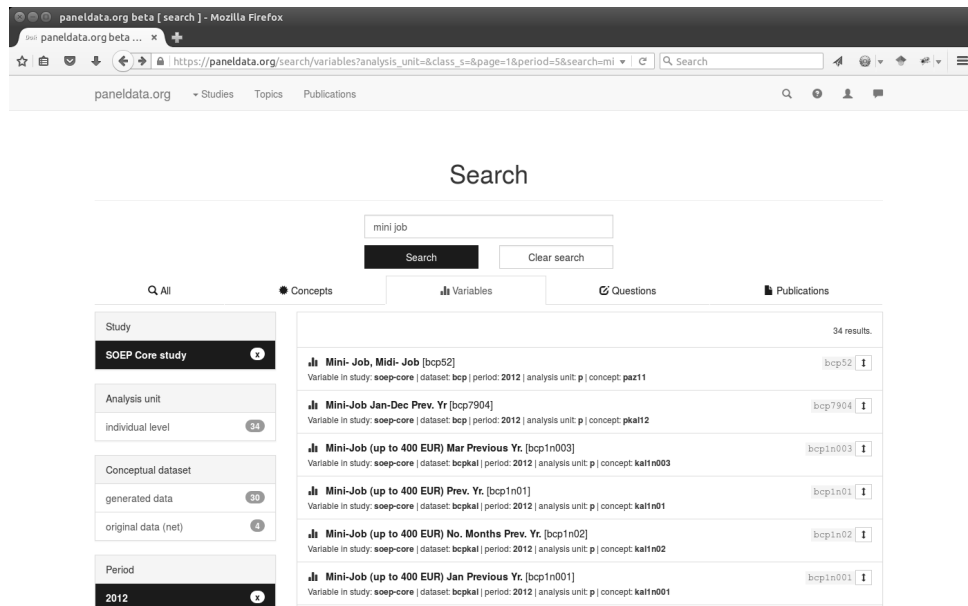 paneldata.org beta [ search ] - Mozilla Firefox
paneldata.org beta ...
https://paneldata.org/search/variables?analysis_unit=&class_s=&page=1&period=5&search=mi
Search
paneldata.org Studies Topics Publications
Search
mini job
Search Clear search
All Concepts Variables Questions Publications
Study
SOEP Core study x
Analysis unit
individual level 34
Conceptual dataset
generated data 30
original data (net) 4
Period
2012 x
34 results.
Mini- Job, Midi- Job [bcp52] bcp52
Variable in study: soep-core | dataset: bcp | period: 2012 | analysis unit: p | concept: paz11
Mini-Job Jan-Dec Prev. Yr [bcp7904] bcp7904
Variable in study: soep-core | dataset: bcp | period: 2012 | analysis unit: p | concept: pkal12
Mini-Job (up to 400 EUR) Mar Previous Yr. [bcp1n003] bcp1n003
Variable in study: soep-core | dataset: bcpkal | period: 2012 | analysis unit: p | concept: kal1n003
Mini-Job (up to 400 EUR) Prev. Yr. [bcp1n01] bcp1n01
Variable in study: soep-core | dataset: bcpkal | period: 2012 | analysis unit: p | concept: kal1n01
Mini-Job (up to 400 EUR) No. Months Prev. Yr. [bcp1n02] bcp1n02
Variable in study: soep-core | dataset: bcpkal | period: 2012 | analysis unit: p | concept: kal1n02
Mini-Job (up to 400 EUR) Jan Previous Yr. [bcp1n001] bcp1n001
Variable in study: soep-core | dataset: bcpkal | period: 2012 | analysis unit: p | concept: kal1n001